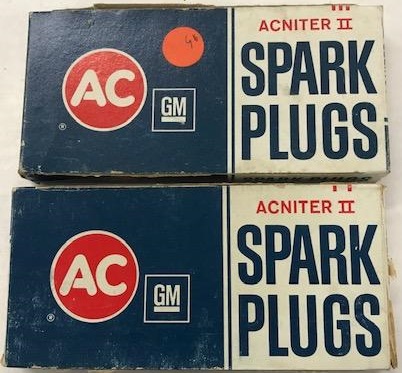 ACNITER II
SPARK
PLUGS
AC
®
GM
ACNITER II
SPARK
PLUGS
AC
®
GM